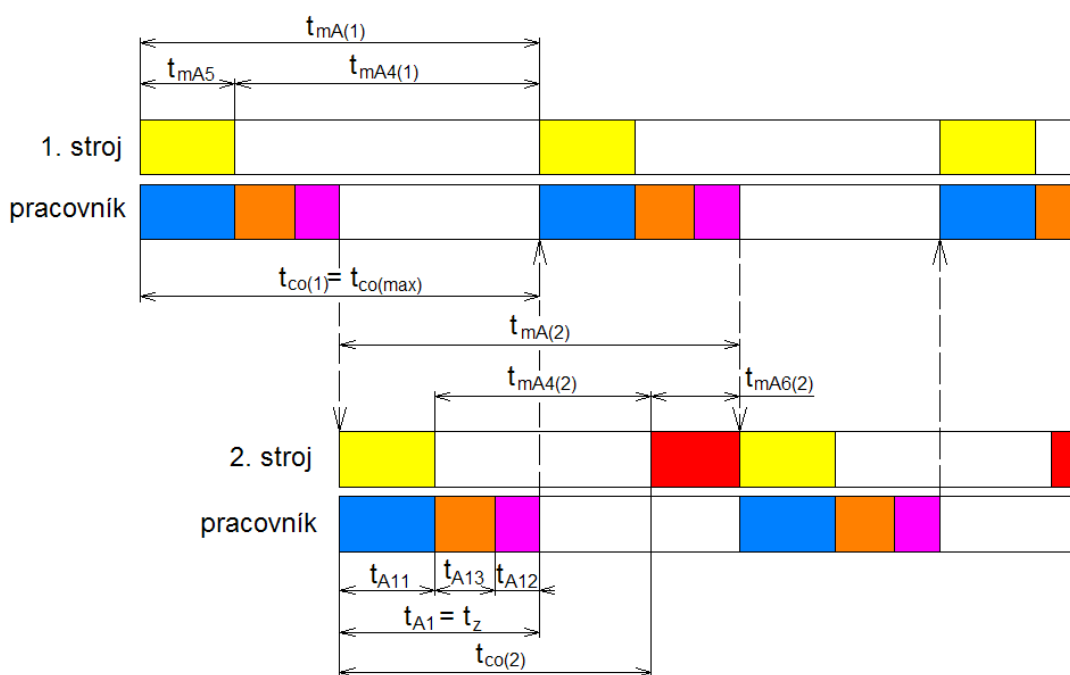 tmA(1)
tmA5
tmA4(1)
1. stroj
pracovník
tco(1)= tco(max)
tmA(2)
tmA4(2)
tmA6(2)
2. stroj
pracovník
tA11
tA13
tA12
tA1 = tz
tco(2)